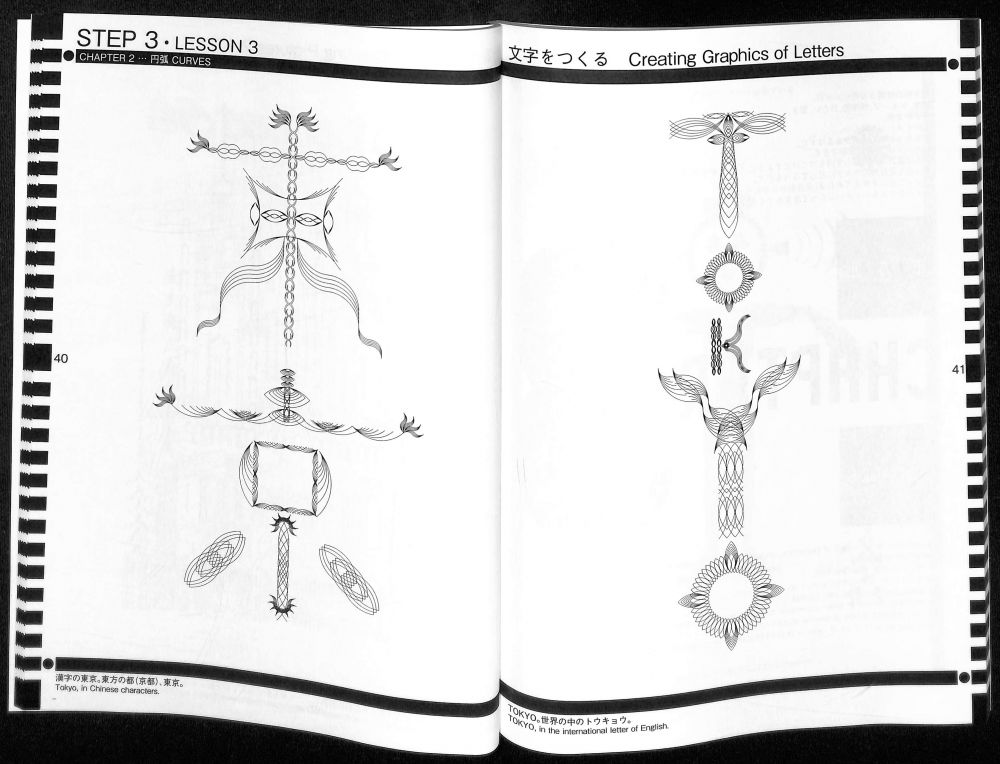 STEP 3・LESSON 3
CHAPTER 2 … 円弧 CURVES
文字をつくる Creating Graphics of Letters
東
京
T
O
K
Y
O
40
41
漢字の東京。東方の都(京都)、東京。
Tokyo, in Chinese characters.
TOKYO。世界の中のトウキョウ。
TOKYO, in the international letter of English.